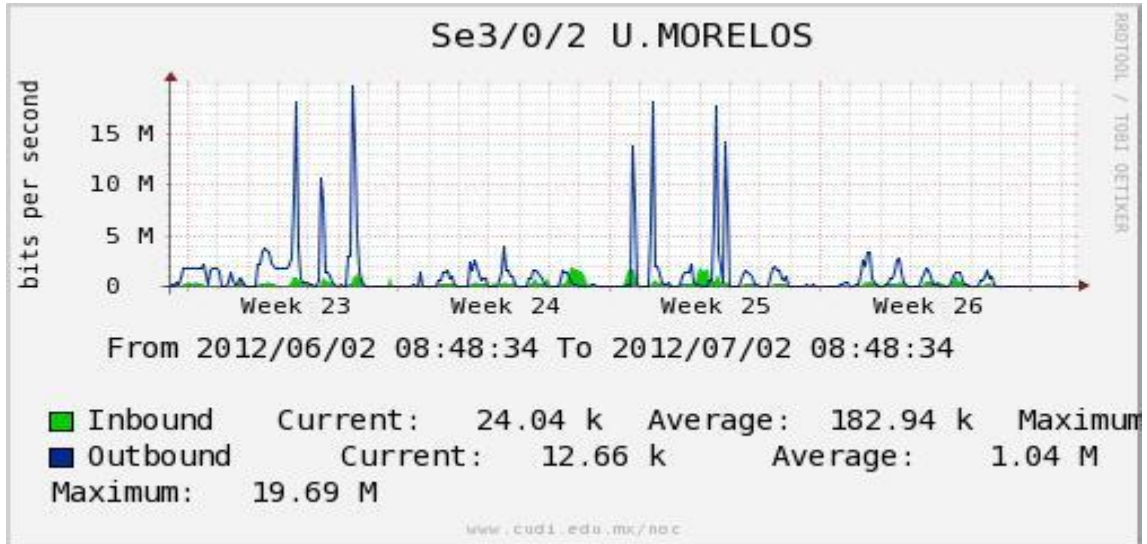 Se3/0/2 U.MORELOS
RRDTOOL / TOBI OETIKER
bits per second
15 M
10 M
5 M
0
Week 23 Week 24 Week 25 Week 26
From 2012/06/02 08:48:34 To 2012/07/02 08:48:34
Inbound Current: 24.04 k Average: 182.94 k Maximum
Outbound Current: 12.66 k Average: 1.04 M
Maximum: 19.69 M
www.cudi.edu.mx/noc